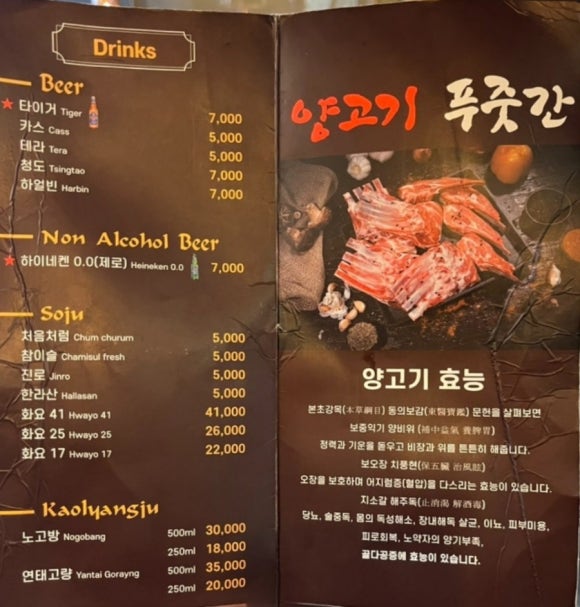 Drinks
Beer
타이거 Tiger 7,000
카스 Cass 5,000
테라 Tera 5,000
청도 Tsingtao 7,000
하얼빈 Harbin 7,000
Non Alcohol Beer
하이네켄 0.0(제로) Heineken 0.0 7,000
Soju
처음처럼 Chum churum 5,000
참이슬 Chamisul fresh 5,000
진로 Jinro 5,000
한라산 Hallasan 5,000
화요 41 Hwayo 41 41,000
화요 25 Hwayo 25 26,000
화요 17 Hwayo 17 22,000
Kaolyangju
노고방 Nogobang 500ml 30,000
250ml 18,000
연태고량 Yantai Gorayng 500ml 35,000
250ml 20,000
양고기 푸줏간
양고기 효능
본초강목(本草綱目) 동의보감(東醫寶鑑) 문헌을 살펴보면
보중익기 양비위 (補中益氣 養脾胃)
정력과 기운을 돋우고 비장과 위를 튼튼히 해줍니다.
보오장 치풍현(保五臟 治風眩)
오장을 보호하며 어지럼증(혈압)을 다스리는 효능이 있습니다.
지소갈 해주독(止消渴 解酒毒)
당뇨, 술중독, 몸의 독성해소, 장내해독 살균, 이뇨, 피부미용,
피로회복, 노약자의 양기부족,
골다공증에 효능이 있습니다.